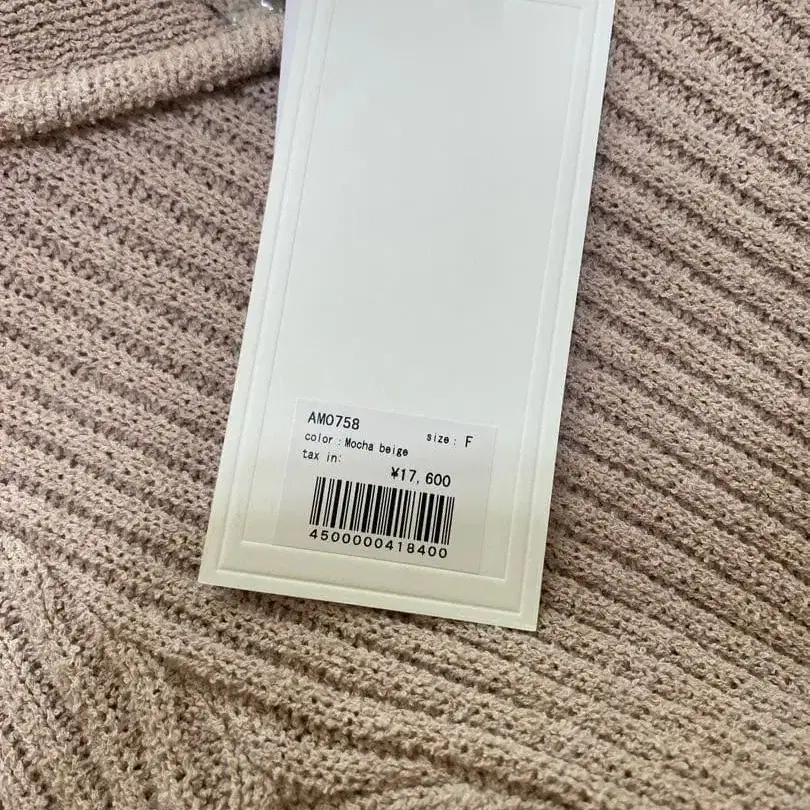 AM0758
color : Mocha beige size : F
tax in:
¥17, 600
4500000418400